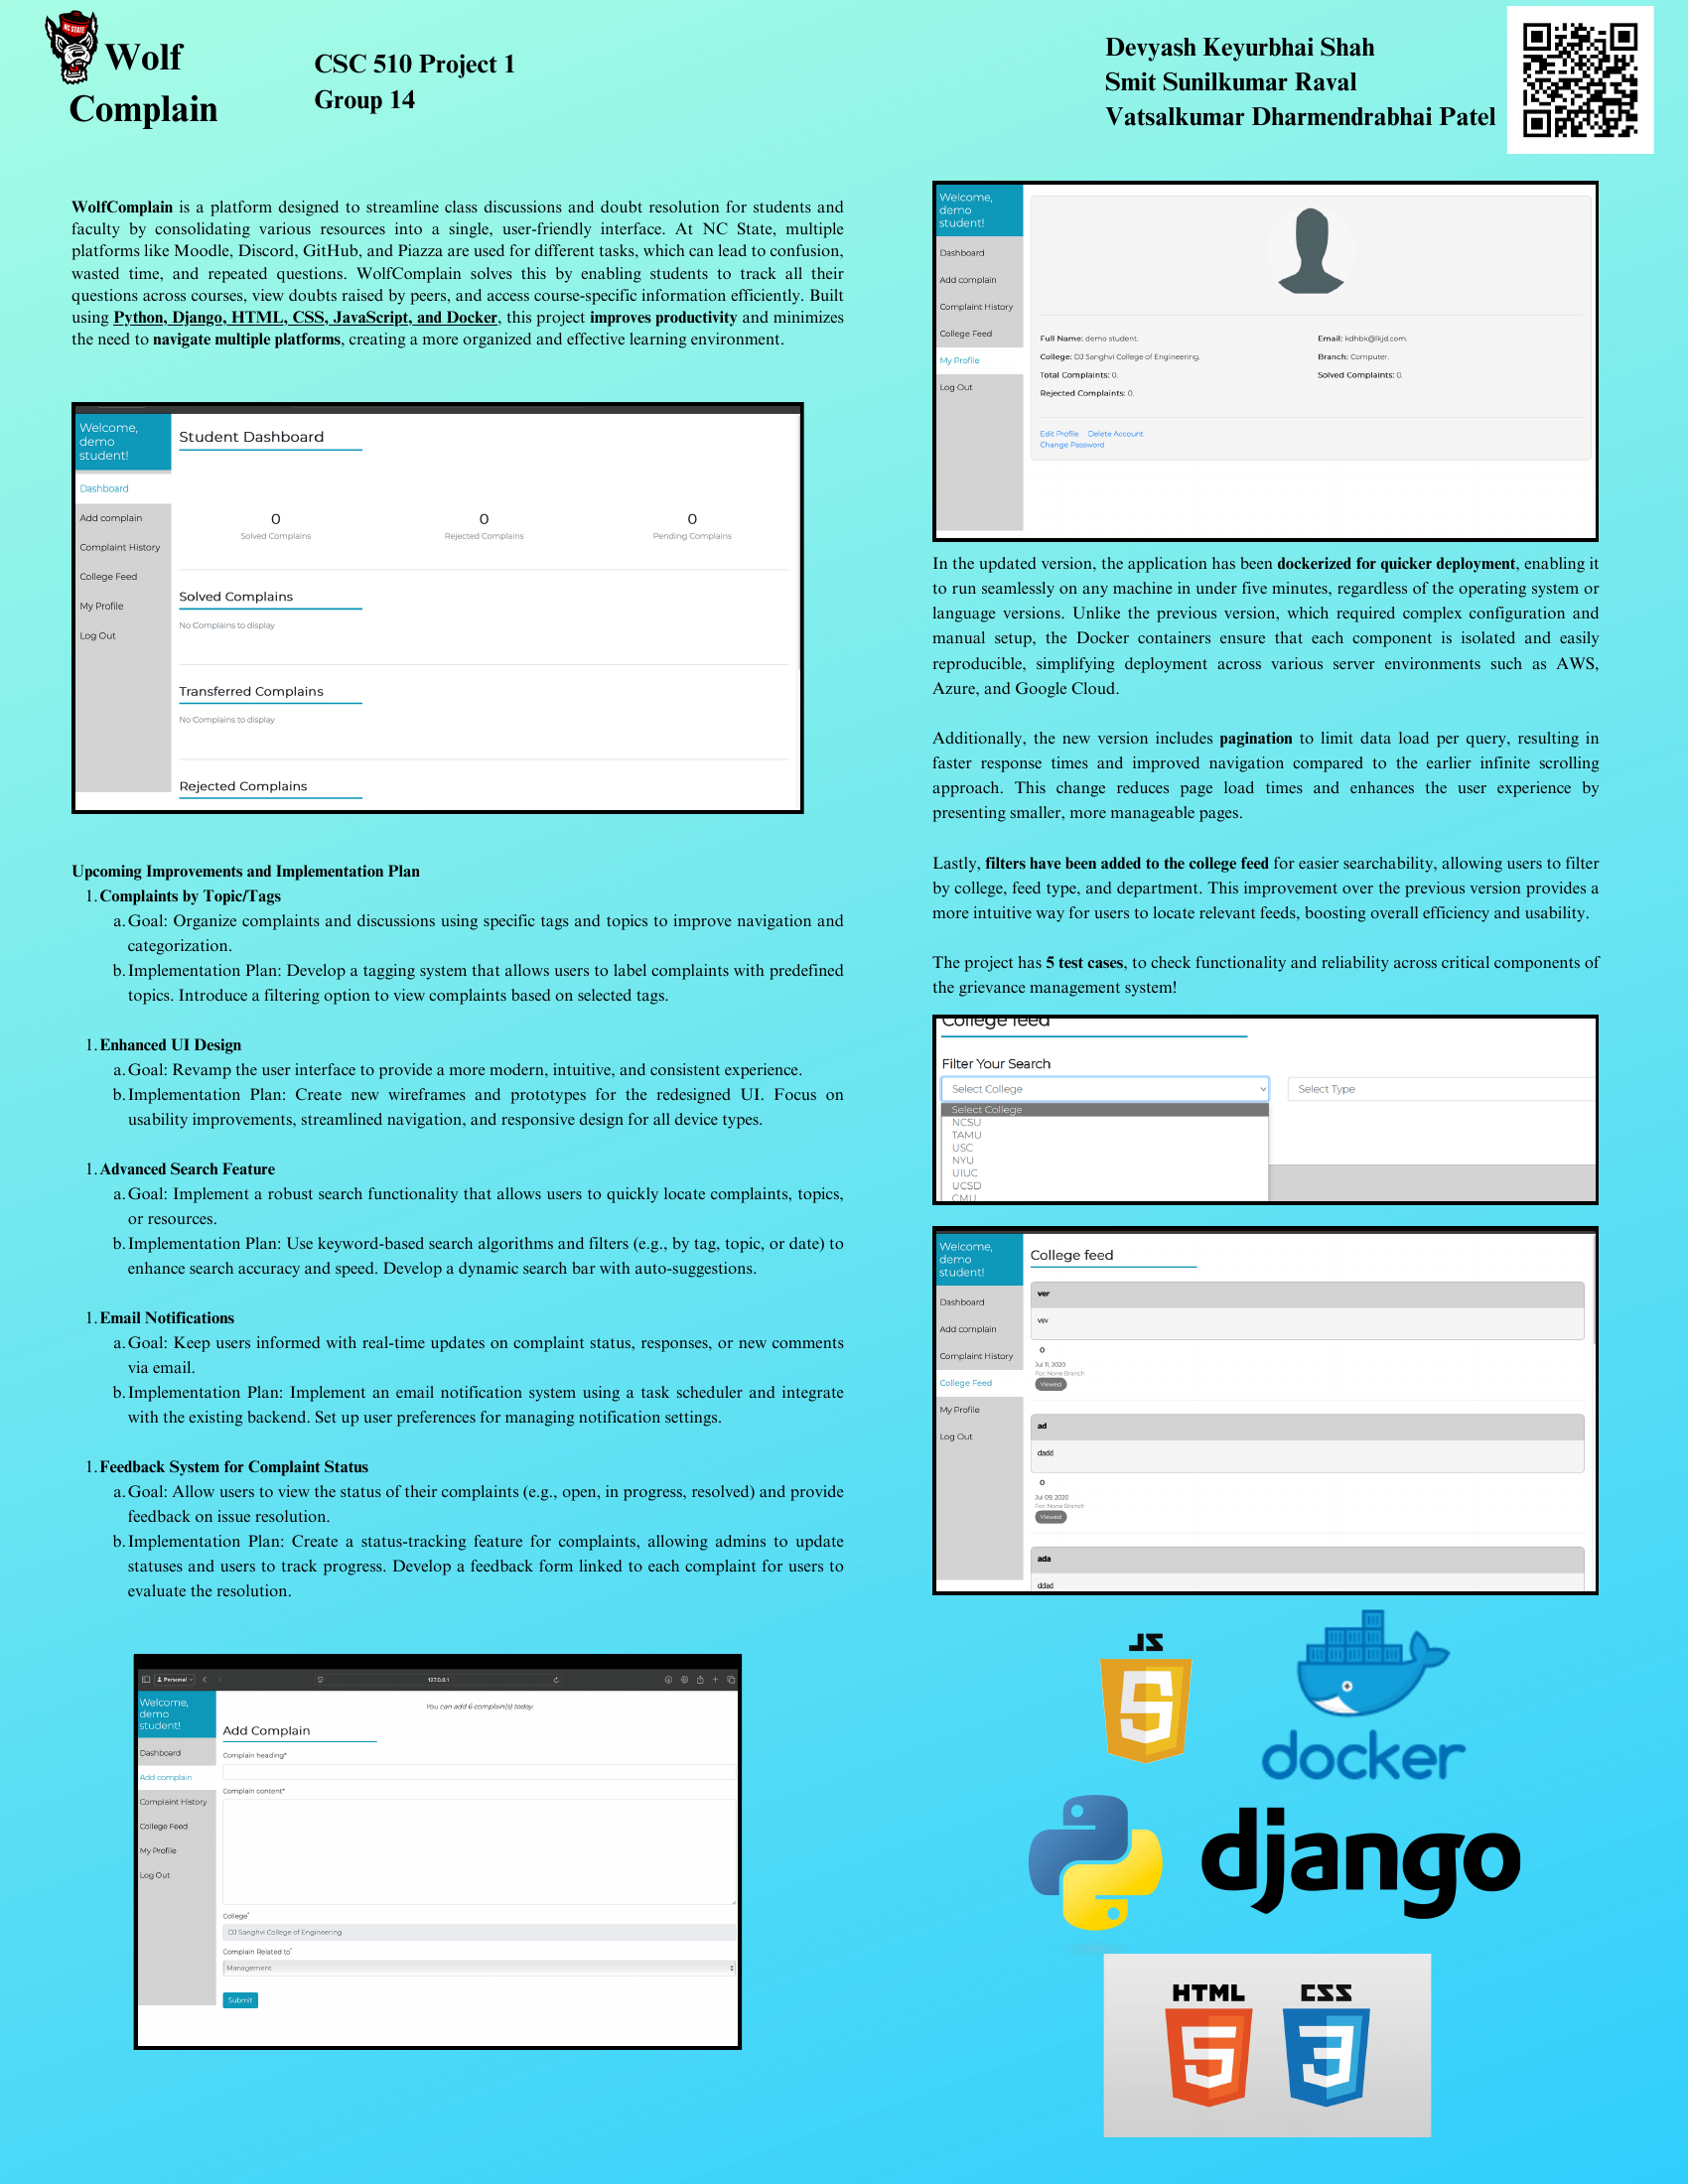 NC STATE
Wolf
Complain
CSC 510 Project 1
Group 14
Devyash Keyurbhai Shah
Smit Sunilkumar Raval
Vatsalkumar Dharmendrabhai Patel
WolfComplain is a platform designed to streamline class discussions and doubt resolution for students and
faculty by consolidating various resources into a single, user-friendly interface. At NC State, multiple
platforms like Moodle, Discord, GitHub, and Piazza are used for different tasks, which can lead to confusion,
wasted time, and repeated questions. WolfComplain solves this by enabling students to track all their
questions across courses, view doubts raised by peers, and access course-specific information efficiently. Built
using Python, Django, HTML, CSS, JavaScript, and Docker, this project improves productivity and minimizes
the need to navigate multiple platforms, creating a more organized and effective learning environment.
Welcome,
demo
student!
Dashboard
Add complain
Complaint History
College Feed
My Profile
Log Out
Student Dashboard
0 0 0
Solved Complains Rejected Complains Pending Complains
Solved Complains
No Complains to display
Transferred Complains
No Complains to display
Rejected Complains
Upcoming Improvements and Implementation Plan
1. Complaints by Topic/Tags
a. Goal: Organize complaints and discussions using specific tags and topics to improve navigation and
categorization.
b. Implementation Plan: Develop a tagging system that allows users to label complaints with predefined
topics. Introduce a filtering option to view complaints based on selected tags.
1. Enhanced UI Design
a. Goal: Revamp the user interface to provide a more modern, intuitive, and consistent experience.
b. Implementation Plan: Create new wireframes and prototypes for the redesigned UI. Focus on
usability improvements, streamlined navigation, and responsive design for all device types.
1. Advanced Search Feature
a. Goal: Implement a robust search functionality that allows users to quickly locate complaints, topics,
or resources.
b. Implementation Plan: Use keyword-based search algorithms and filters (e.g., by tag, topic, or date) to
enhance search accuracy and speed. Develop a dynamic search bar with auto-suggestions.
1. Email Notifications
a. Goal: Keep users informed with real-time updates on complaint status, responses, or new comments
via email.
b. Implementation Plan: Implement an email notification system using a task scheduler and integrate
with the existing backend. Set up user preferences for managing notification settings.
1. Feedback System for Complaint Status
a. Goal: Allow users to view the status of their complaints (e.g., open, in progress, resolved) and provide
feedback on issue resolution.
b. Implementation Plan: Create a status-tracking feature for complaints, allowing admins to update
statuses and users to track progress. Develop a feedback form linked to each complaint for users to
evaluate the resolution.
Personal
127.0.0.1
Welcome,
demo
student!
Dashboard
Add complain
Complaint History
College Feed
My Profile
Log Out
You can add 6 complain(s) today.
Add Complain
Complain heading*
Complain content*
College*
DJ Sanghvi College of Engineering
Complain Related to*
Management
Submit
Welcome,
demo
student!
Dashboard
Add complain
Complaint History
College Feed
My Profile
Log Out
Full Name: demo student. Email: kdhbk@lkjd.com.
College: DJ Sanghvi College of Engineering. Branch: Computer.
Total Complaints: 0. Solved Complaints: 0.
Rejected Complaints: 0.
Edit Profile Delete Account
Change Password
In the updated version, the application has been dockerized for quicker deployment, enabling it
to run seamlessly on any machine in under five minutes, regardless of the operating system or
language versions. Unlike the previous version, which required complex configuration and
manual setup, the Docker containers ensure that each component is isolated and easily
reproducible, simplifying deployment across various server environments such as AWS,
Azure, and Google Cloud.
Additionally, the new version includes pagination to limit data load per query, resulting in
faster response times and improved navigation compared to the earlier infinite scrolling
approach. This change reduces page load times and enhances the user experience by
presenting smaller, more manageable pages.
Lastly, filters have been added to the college feed for easier searchability, allowing users to filter
by college, feed type, and department. This improvement over the previous version provides a
more intuitive way for users to locate relevant feeds, boosting overall efficiency and usability.
The project has 5 test cases, to check functionality and reliability across critical components of
the grievance management system!
College feed
Filter Your Search
Select College Select Type
Select College
NCSU
TAMU
USC
NYU
UIUC
UCSD
CMU
Welcome,
demo
student!
Dashboard
Add complain
Complaint History
College Feed
My Profile
Log Out
College feed
ver
vsv
0
Jul 11, 2020
For: None Branch
Viewed
ad
dadd
0
Jul 09, 2020
For: None Branch
Viewed
ada
ddad
JS
docker
django
HTML CSS
5 3